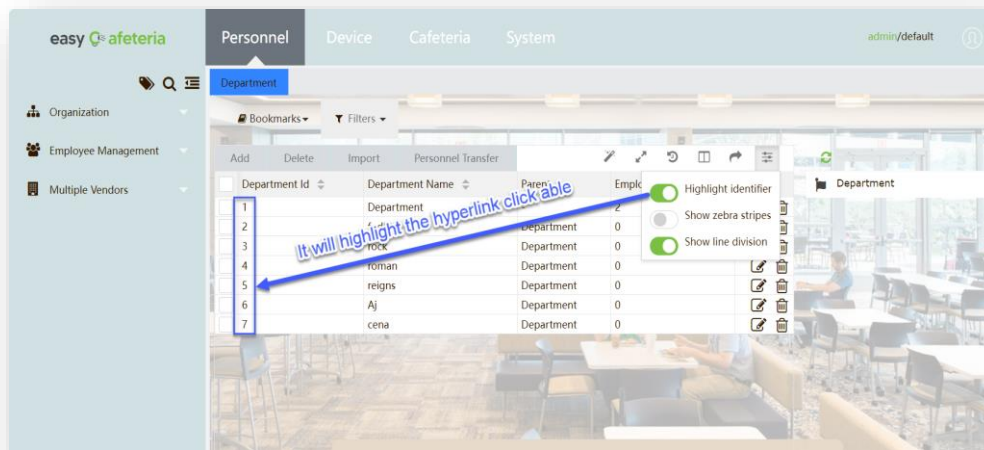 easy Cafeteria
Personnel Device Cafeteria System
admin/default
Department
Organization
Employee Management
Multiple Vendors
Bookmarks
Filters
Add Delete Import Personnel Transfer
Department Id Department Name Parent Emplo
1 Department 2
2 Department 0
3 rock Department 0
4 roman Department 0
5 reigns Department 0
6 Aj Department 0
7 cena Department 0
Highlight identifier
Show zebra stripes
Show line division
Department
It will highlight the hyperlink click able